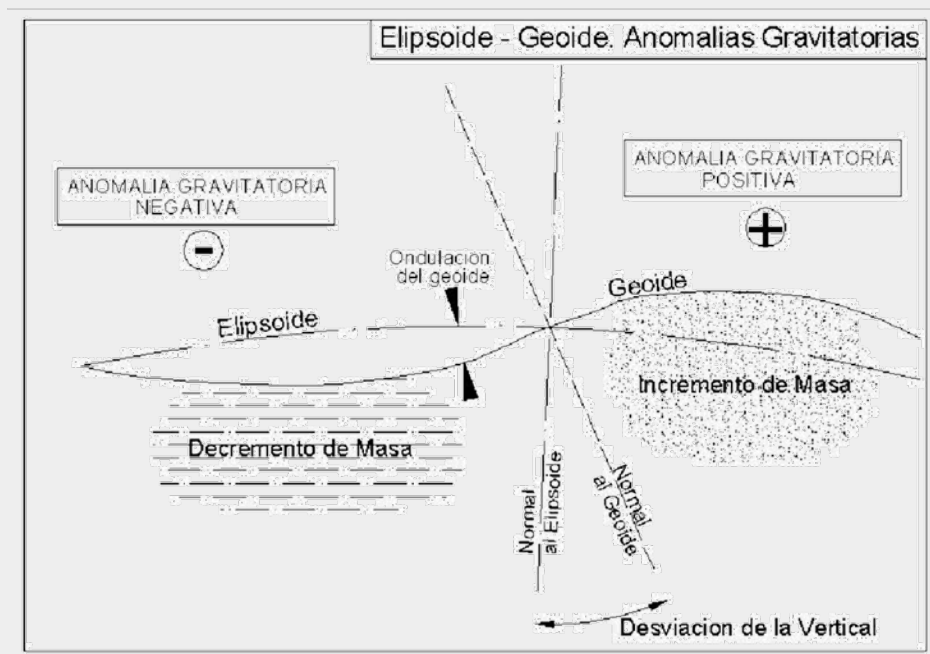 Elipsoide - Geoide. Anomalias Gravitatorias
ANOMALIA GRAVITATORIA
NEGATIVA
ANOMALIA GRAVITATORIA
POSITIVA
Ondulacion
del geoide
Geoide
Elipsoide
Incremento de Masa
Decremento de Masa
Normal
al Elipsoide
Normal
al Geoide
Desviacion de la Vertical